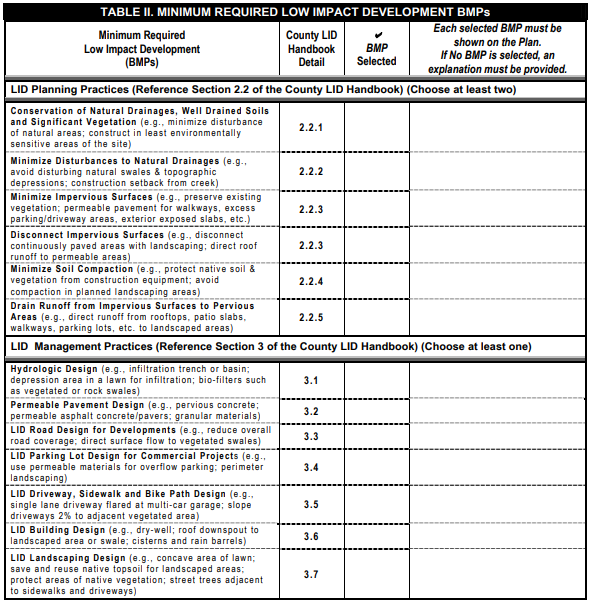 TABLE II. MINIMUM REQUIRED LOW IMPACT DEVELOPMENT BMPs
Minimum Required
Low Impact Development
(BMPs)
County LID
Handbook
Detail
✔
BMP
Selected
Each selected BMP must be
shown on the Plan.
If No BMP is selected, an
explanation must be provided.
LID Planning Practices (Reference Section 2.2 of the County LID Handbook) (Choose at least two)
Conservation of Natural Drainages, Well Drained Soils
and Significant Vegetation (e.g., minimize disturbance
of natural areas; construct in least environmentally
sensitive areas of the site)
2.2.1
Minimize Disturbances to Natural Drainages (e.g.,
avoid disturbing natural swales & topographic
depressions; construction setback from creek)
2.2.2
Minimize Impervious Surfaces (e.g., preserve existing
vegetation; permeable pavement for walkways, excess
parking/driveway areas, exterior exposed slabs, etc.)
2.2.3
Disconnect Impervious Surfaces (e.g., disconnect
continuously paved areas with landscaping; direct roof
runoff to permeable areas)
2.2.3
Minimize Soil Compaction (e.g., protect native soil &
vegetation from construction equipment; avoid
compaction in planned landscaping areas)
2.2.4
Drain Runoff from Impervious Surfaces to Pervious
Areas (e.g., direct runoff from rooftops, patio slabs,
walkways, parking lots, etc. to landscaped areas)
2.2.5
LID Management Practices (Reference Section 3 of the County LID Handbook) (Choose at least one)
Hydrologic Design (e.g., infiltration trench or basin;
depression area in a lawn for infiltration; bio-filters such
as vegetated or rock swales)
3.1
Permeable Pavement Design (e.g., pervious concrete;
permeable asphalt concrete/pavers; granular materials)
3.2
LID Road Design for Developments (e.g., reduce overall
road coverage; direct surface flow to vegetated swales)
3.3
LID Parking Lot Design for Commercial Projects (e.g.,
use permeable materials for overflow parking; perimeter
landscaping)
3.4
LID Driveway, Sidewalk and Bike Path Design (e.g.,
single lane driveway flared at multi-car garage; slope
driveways 2% to adjacent vegetated area)
3.5
LID Building Design (e.g., dry-well; roof downspout to
landscaped area or swale; cisterns and rain barrels)
3.6
LID Landscaping Design (e.g., concave area of lawn;
save and reuse native topsoil for landscaped areas;
protect areas of native vegetation; street trees adjacent
to sidewalks and driveways)
3.7